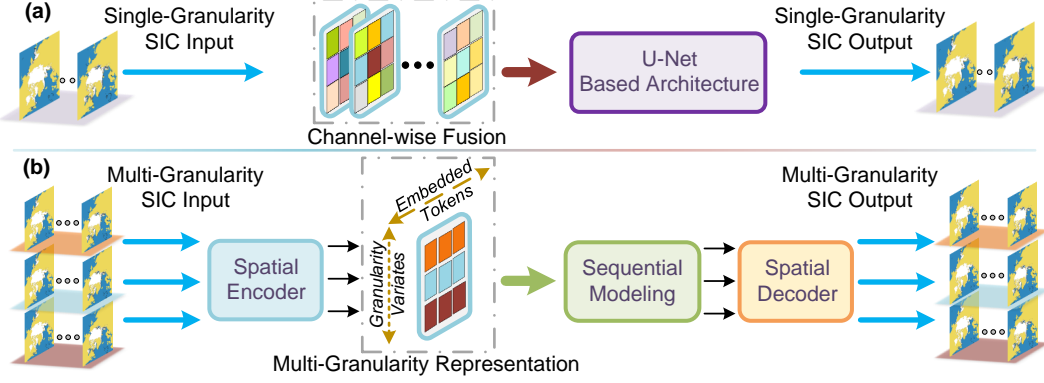 (a)
Single-Granularity
SIC Input
Channel-wise Fusion
U-Net
Based Architecture
Single-Granularity
SIC Output
(b)
Multi-Granularity
SIC Input
Spatial
Encoder
Embedded
Tokens
Granularity
Variates
Multi-Granularity Representation
Sequential
Modeling
Spatial
Decoder
Multi-Granularity
SIC Output